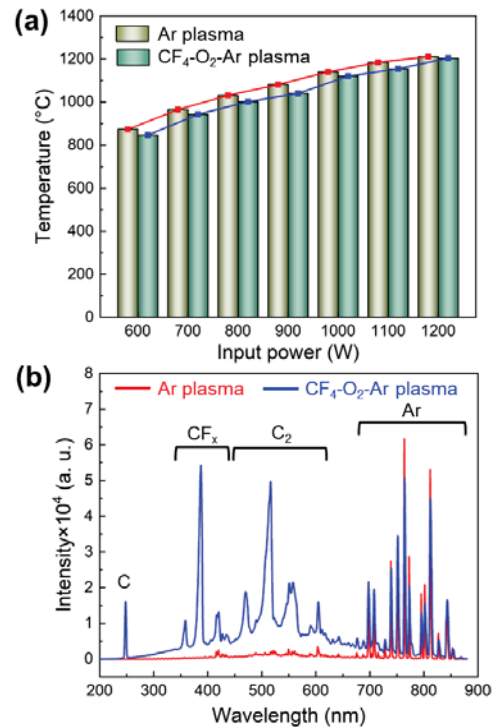 (a)
Ar plasma
CF₄-O₂-Ar plasma
Temperature (°C)
1400
1200
1000
800
600
400
200
0
600 700 800 900 1000 1100 1200
Input power (W)
(b)
Ar plasma CF₄-O₂-Ar plasma
Intensity×10⁴ (a. u.)
8
7
6
5
4
3
2
1
0
C
CFₓ
C₂
Ar
200 300 400 500 600 700 800 900
Wavelength (nm)